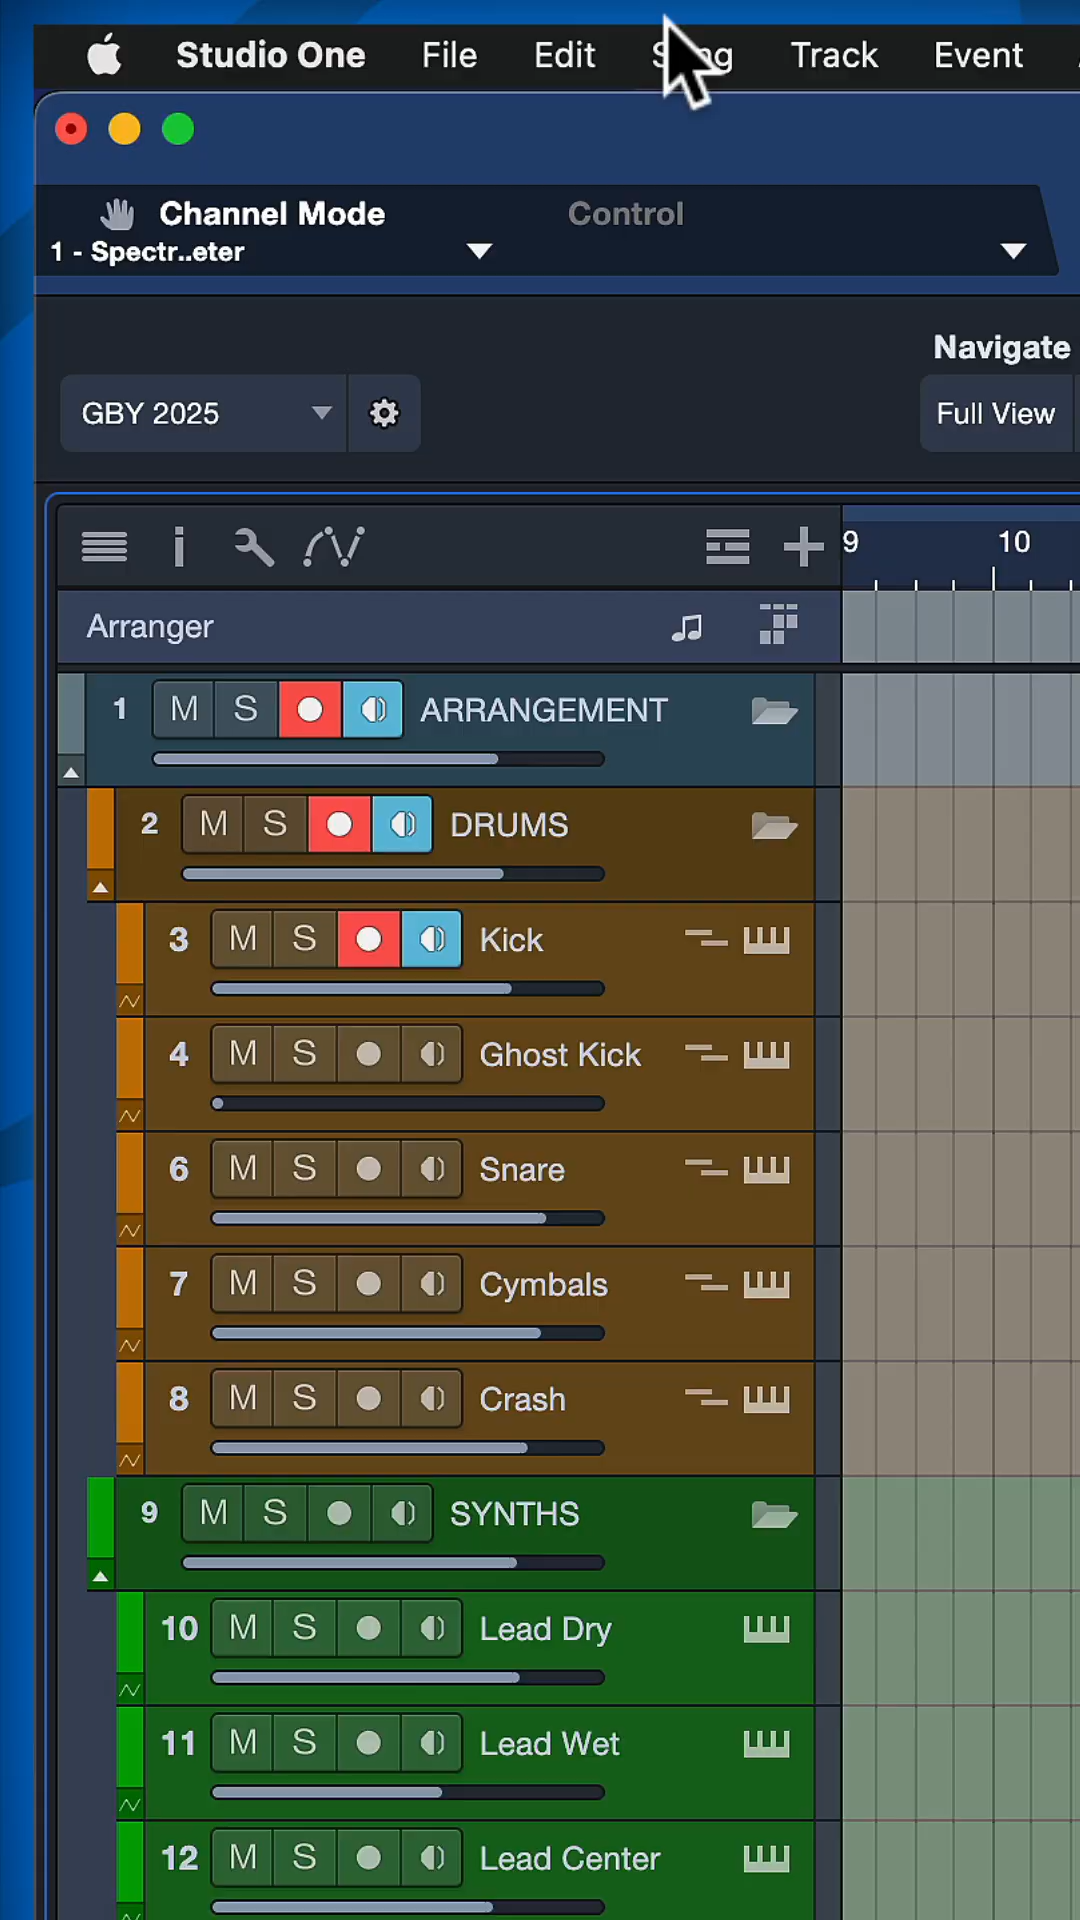 Studio One File Edit Song Track Event
Channel Mode Control
1 - Spectr..eter
Navigate
GBY 2025 Full View
9 10
Arranger
1 M S ARRANGEMENT
2 M S DRUMS
3 M S Kick
4 M S Ghost Kick
6 M S Snare
7 M S Cymbals
8 M S Crash
9 M S SYNTHS
10 M S Lead Dry
11 M S Lead Wet
12 M S Lead Center